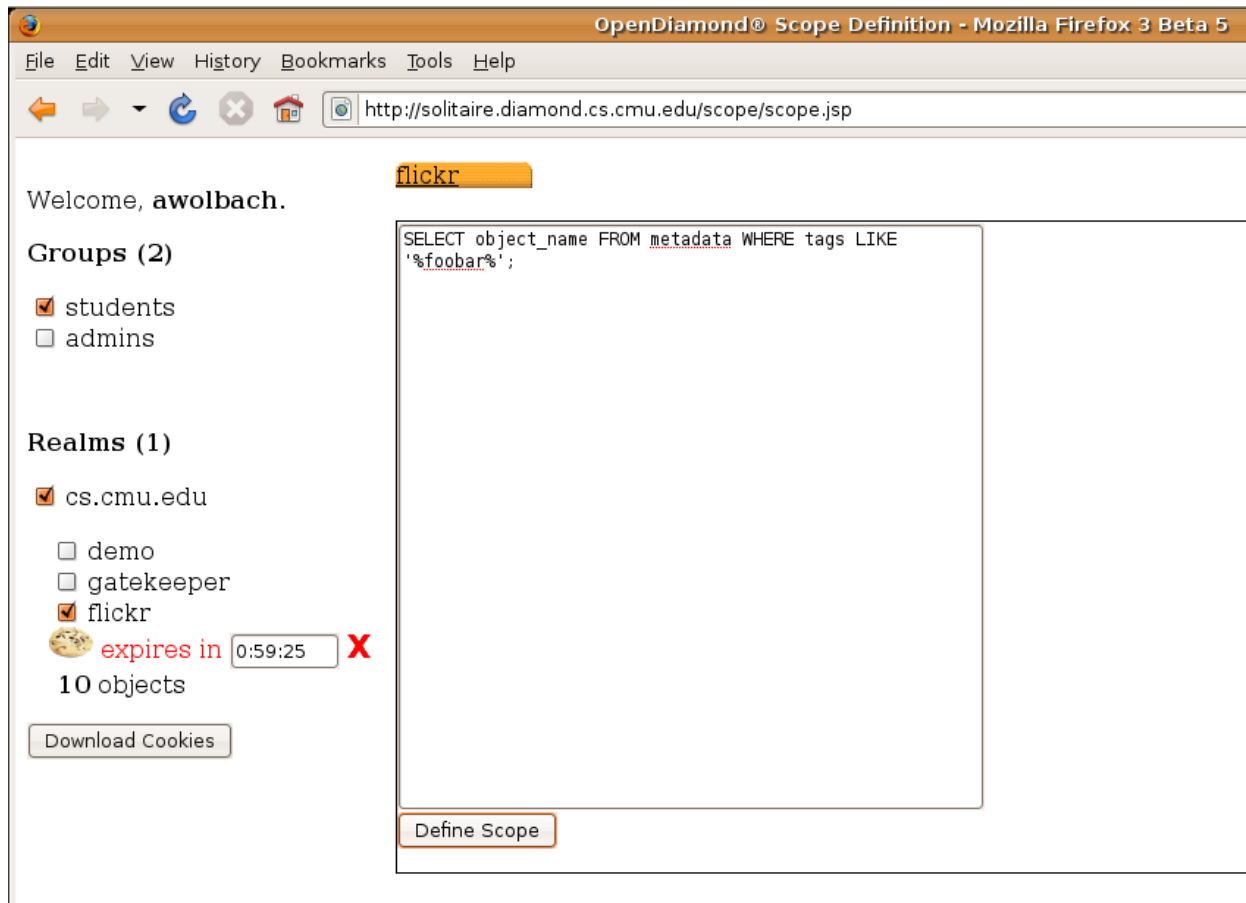 OpenDiamond® Scope Definition - Mozilla Firefox 3 Beta 5
File Edit View History Bookmarks Tools Help
http://solitaire.diamond.cs.cmu.edu/scope/scope.jsp
Welcome, awolbach.
Groups (2)
students
admins
Realms (1)
cs.cmu.edu
demo
gatekeeper
flickr
expires in 0:59:25 X
10 objects
Download Cookies
flickr
SELECT object_name FROM metadata WHERE tags LIKE
'%foobar%';
Define Scope